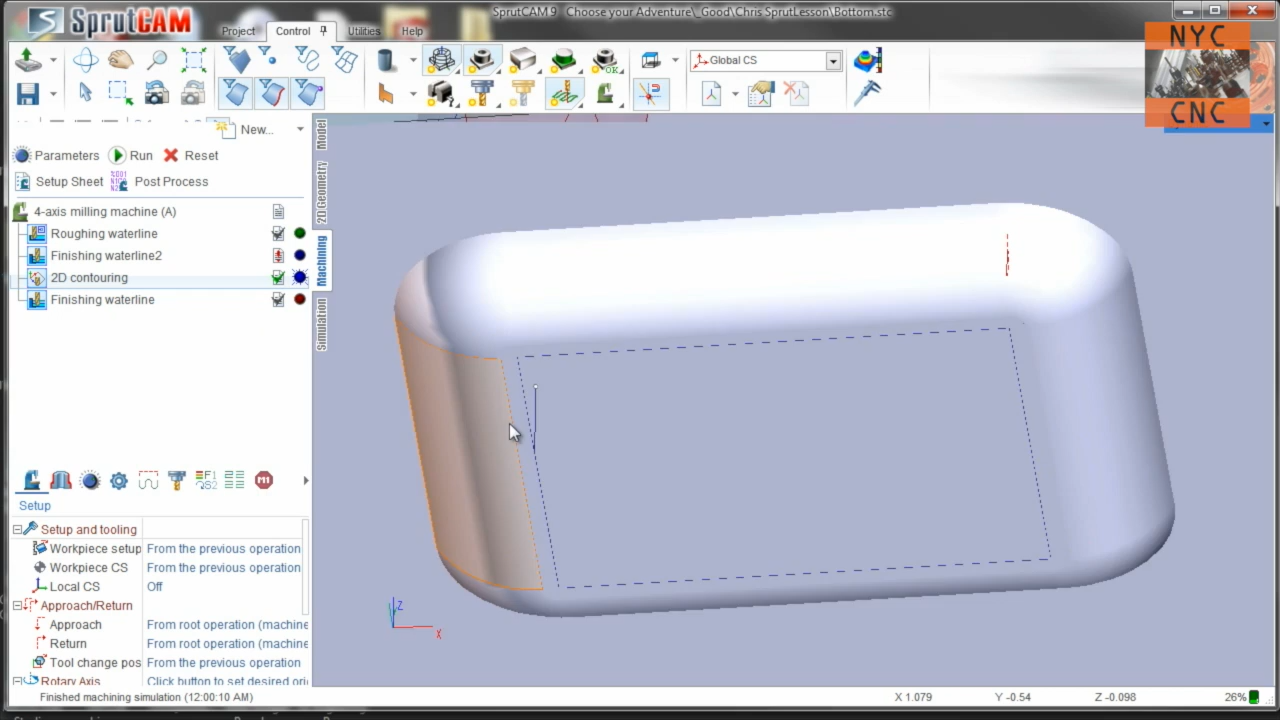 SprutCAM
SprutCAM 9 - Choose your Adventure\_Good\Chris SprutLesson\Bottom.stc
Project Control Utilities Help
Global CS
OK
NYC
CNC
New...
Parameters Run Reset
Setup Sheet Post Process
4-axis milling machine (A)
Roughing waterline
Finishing waterline2
2D contouring
Finishing waterline
Model
2D Geometry
Machining
Simulation
M1
Setup
Setup and tooling
Workpiece setup From the previous operation
Workpiece CS From the previous operation
Local CS Off
Approach/Return
Approach From root operation (machine
Return From root operation (machine
Tool change pos From the previous operation
Rotary Axis Click button to set desired ori
Z
X
Finished machining simulation (12:00:10 AM)
X 1.079 Y -0.54 Z -0.098 26%